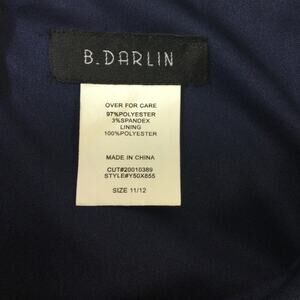 B.DARLIN
OVER FOR CARE
97%POLYESTER
3%SPANDEX
LINING
100%POLYESTER
MADE IN CHINA
CUT#20010389
STYLE#Y50X855
SIZE 11/12